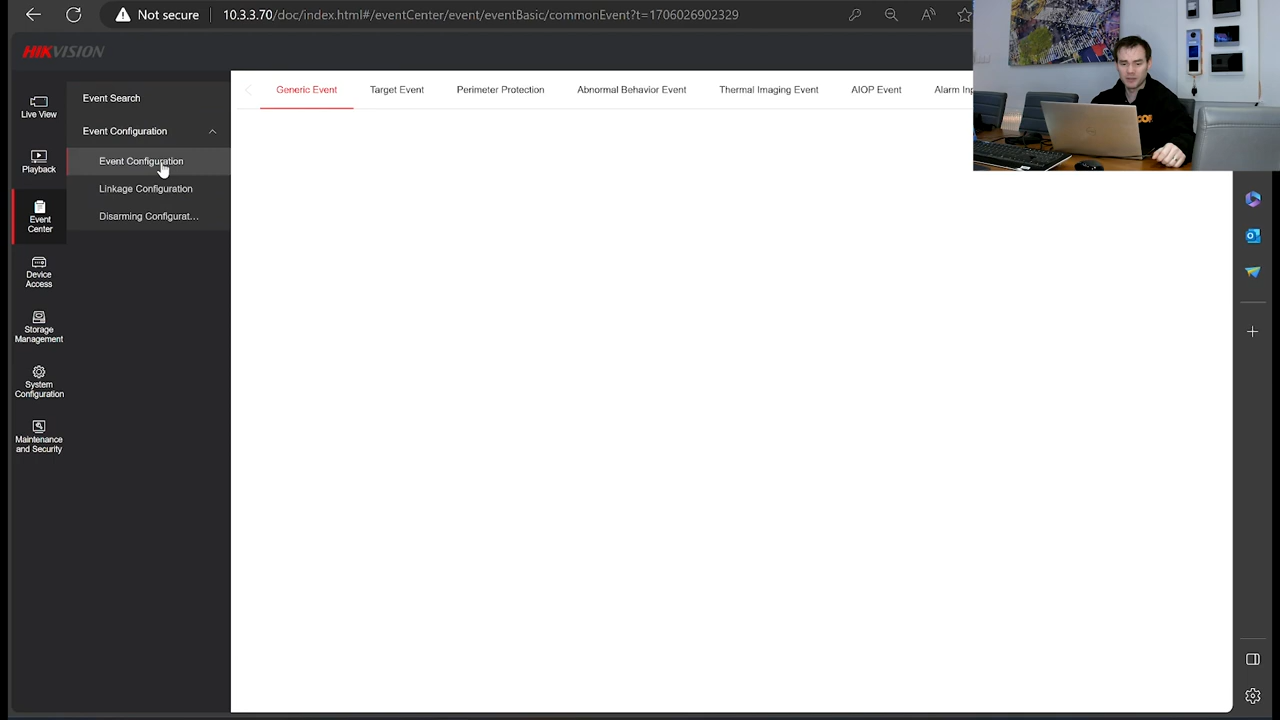 Not secure
10.3.3.70/doc/index.html#/eventCenter/event/eventBasic/commonEvent?t=1706026902329
HIKVISION
Live View
Playback
Event Center
Device Access
Storage Management
System Configuration
Maintenance and Security
Event Search
Event Configuration
Event Configuration
Linkage Configuration
Disarming Configurat...
Generic Event
Target Event
Perimeter Protection
Abnormal Behavior Event
Thermal Imaging Event
AIOP Event
Alarm Inp